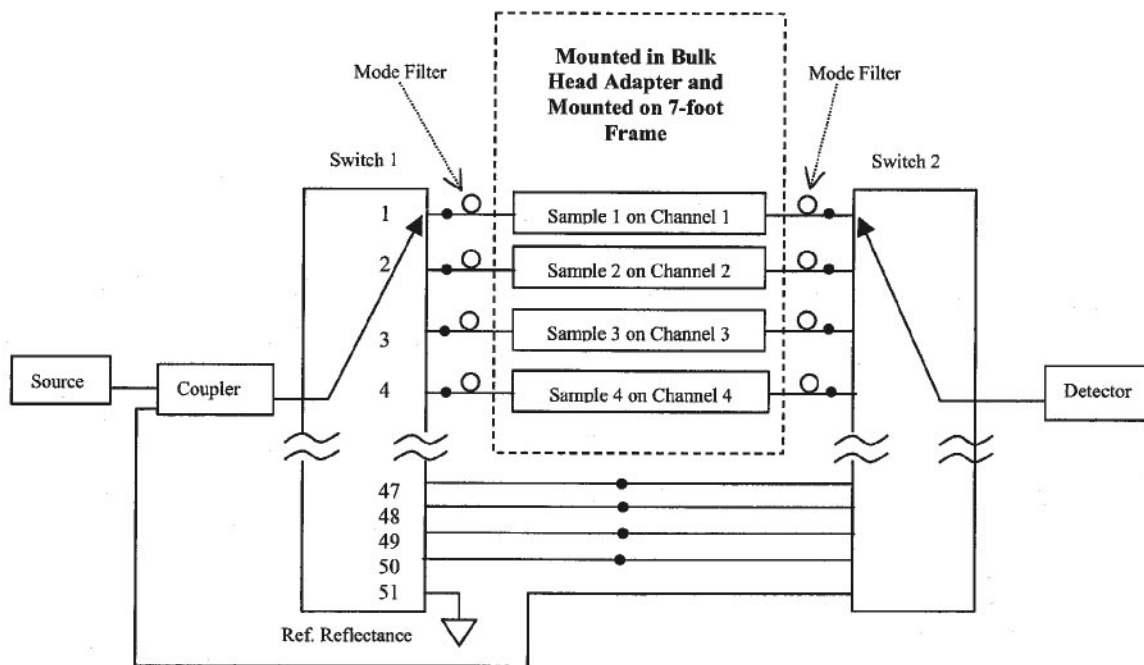 Mounted in Bulk
Head Adapter and
Mounted on 7-foot
Frame
Mode Filter
Mode Filter
Switch 1
Switch 2
1
Sample 1 on Channel 1
2
Sample 2 on Channel 2
3
Sample 3 on Channel 3
4
Sample 4 on Channel 4
Source
Coupler
Detector
47
48
49
50
51
Ref. Reflectance